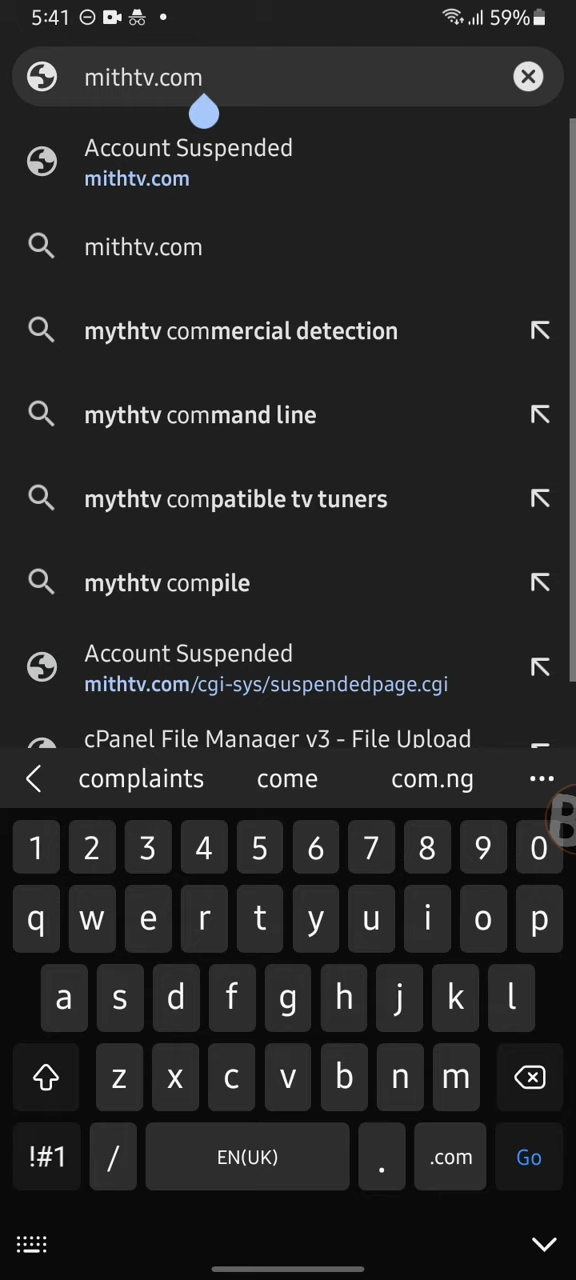 5:41
59%
mithtv.com
Account Suspended
mithtv.com
mithtv.com
mythtv commercial detection
mythtv command line
mythtv compatible tv tuners
mythtv compile
Account Suspended
mithtv.com/cgi-sys/suspendedpage.cgi
cPanel File Manager v3 - File Upload
complaints come com.ng ...
1 2 3 4 5 6 7 8 9 0
q w e r t y u i o p
a s d f g h j k l
z x c v b n m
!#1 / EN(UK) . .com Go
B